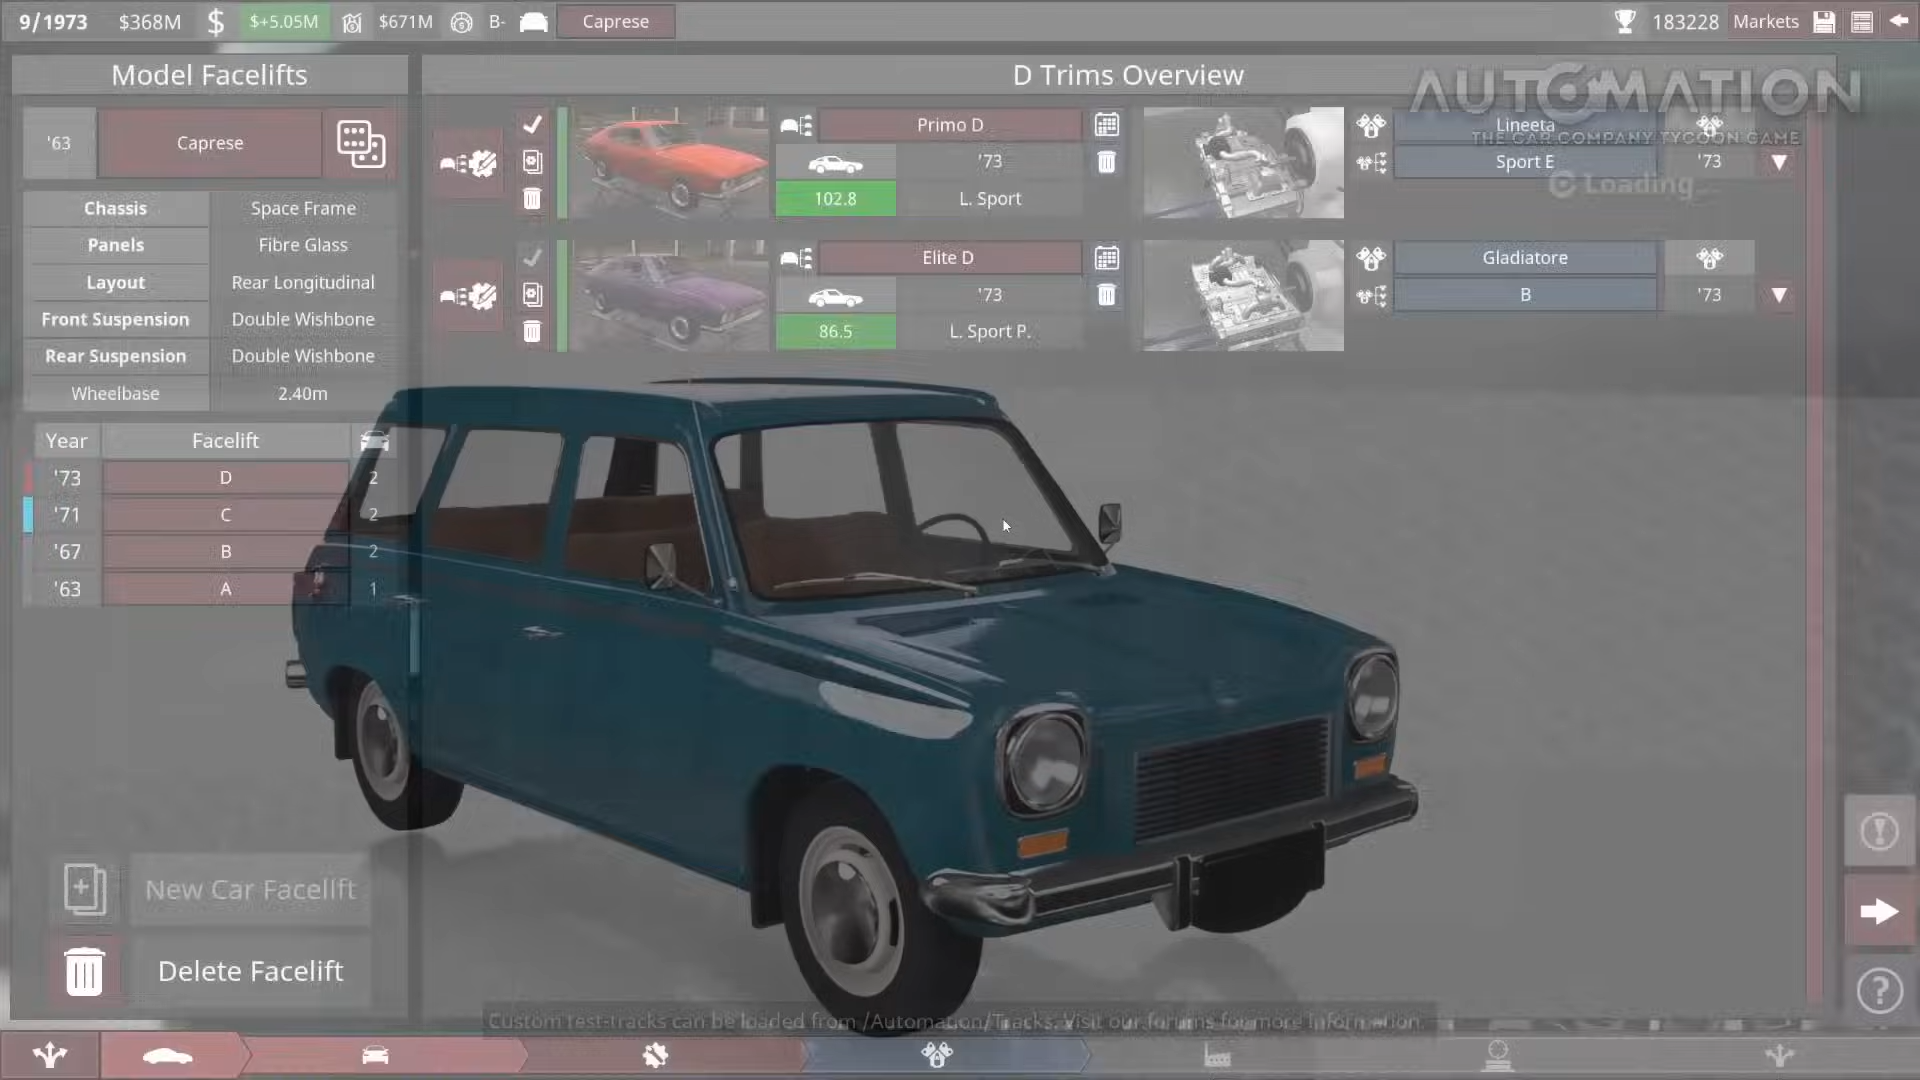 9/1973 $368M $+5.05M $671M B- Caprese 183228 Markets
Model Facelifts
'63 Caprese
Chassis Space Frame
Panels Fibre Glass
Layout Rear Longitudinal
Front Suspension Double Wishbone
Rear Suspension Double Wishbone
Wheelbase 2.40m
Year Facelift
'73 D 2
'71 C 2
'67 B 2
'63 A 1
New Car Facelift
Delete Facelift
D Trims Overview
Primo D Lineeta
'73 Sport E '73
102.8 L. Sport
Elite D Gladiatore
'73 B '73
86.5 L. Sport P.
AUTOMATION
THE CAR COMPANY TYCOON GAME
Loading
Custom test-tracks can be loaded from /Automation/Tracks. Visit our forums for more information.